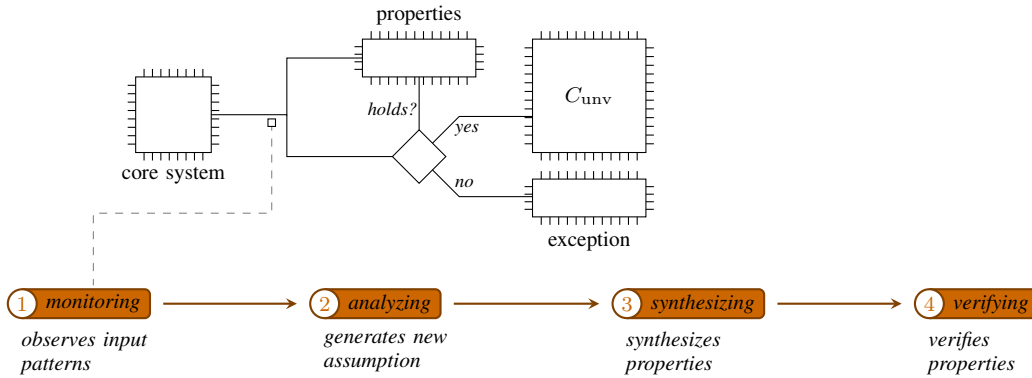 properties
C_unv
holds?
yes
core system
no
exception
1 monitoring
2 analyzing
3 synthesizing
4 verifying
observes input
patterns
generates new
assumption
synthesizes
properties
verifies
properties